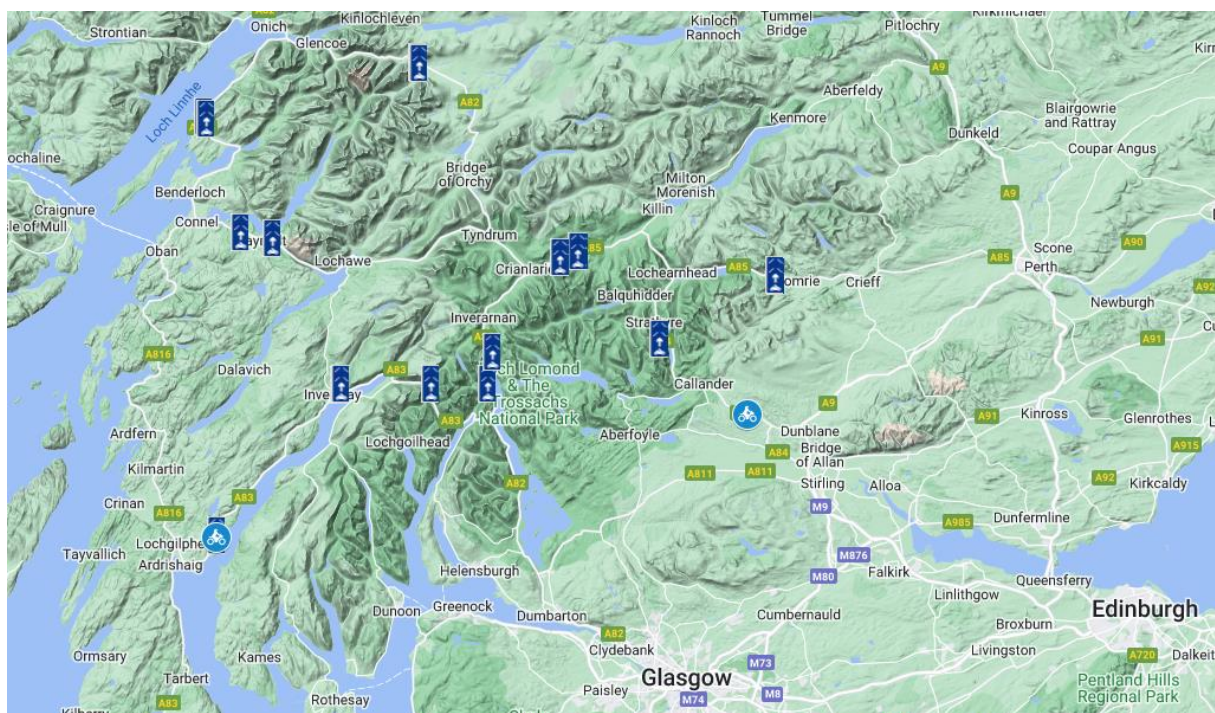 Strontian
Onich
Kinlochleven
Glencoe
Kinloch
Rannoch
Tummel
Bridge
Pitlochry
Kirkmichael
A9
Loch Linnhe
A82
Aberfeldy
Kenmore
Dunkeld
Blairgowrie
and Rattray
Coupar Angus
Bridge
of Orchy
Milton
Morenish
Killin
Benderloch
Craignure
Connel
Oban
Lochawe
Tyndrum
A9
Scone
A90
Perth
A85
Lochearnhead
A85
Crieff
Balquhidder
Newburgh
A92
Inverarnan
A91
A816
Dalavich
A83
Loch Lomond
& The
Trossachs
National Park
Callander
A9
A91
Kinross
Glenrothes
Ardfern
Lochgoilhead
A83
Aberfoyle
Dunblane
A84
Bridge
of Allan
A915
Kilmartin
A82
A811
A811
Stirling
Alloa
A92
Kirkcaldy
Crinan
A816
A83
M9
A985
Dunfermline
Tayvallich
Ardrishaig
M876
M80
Falkirk
Queensferry
Helensburgh
Linlithgow
Dunoon
Greenock
Dumbarton
Cumbernauld
Edinburgh
Broxburn
A82
Clydebank
M73
Livingston
A720
Ormsary
Kames
Tarbert
Glasgow
Pentland Hills
Regional Park
A83
Rothesay
Paisley
M74
M8